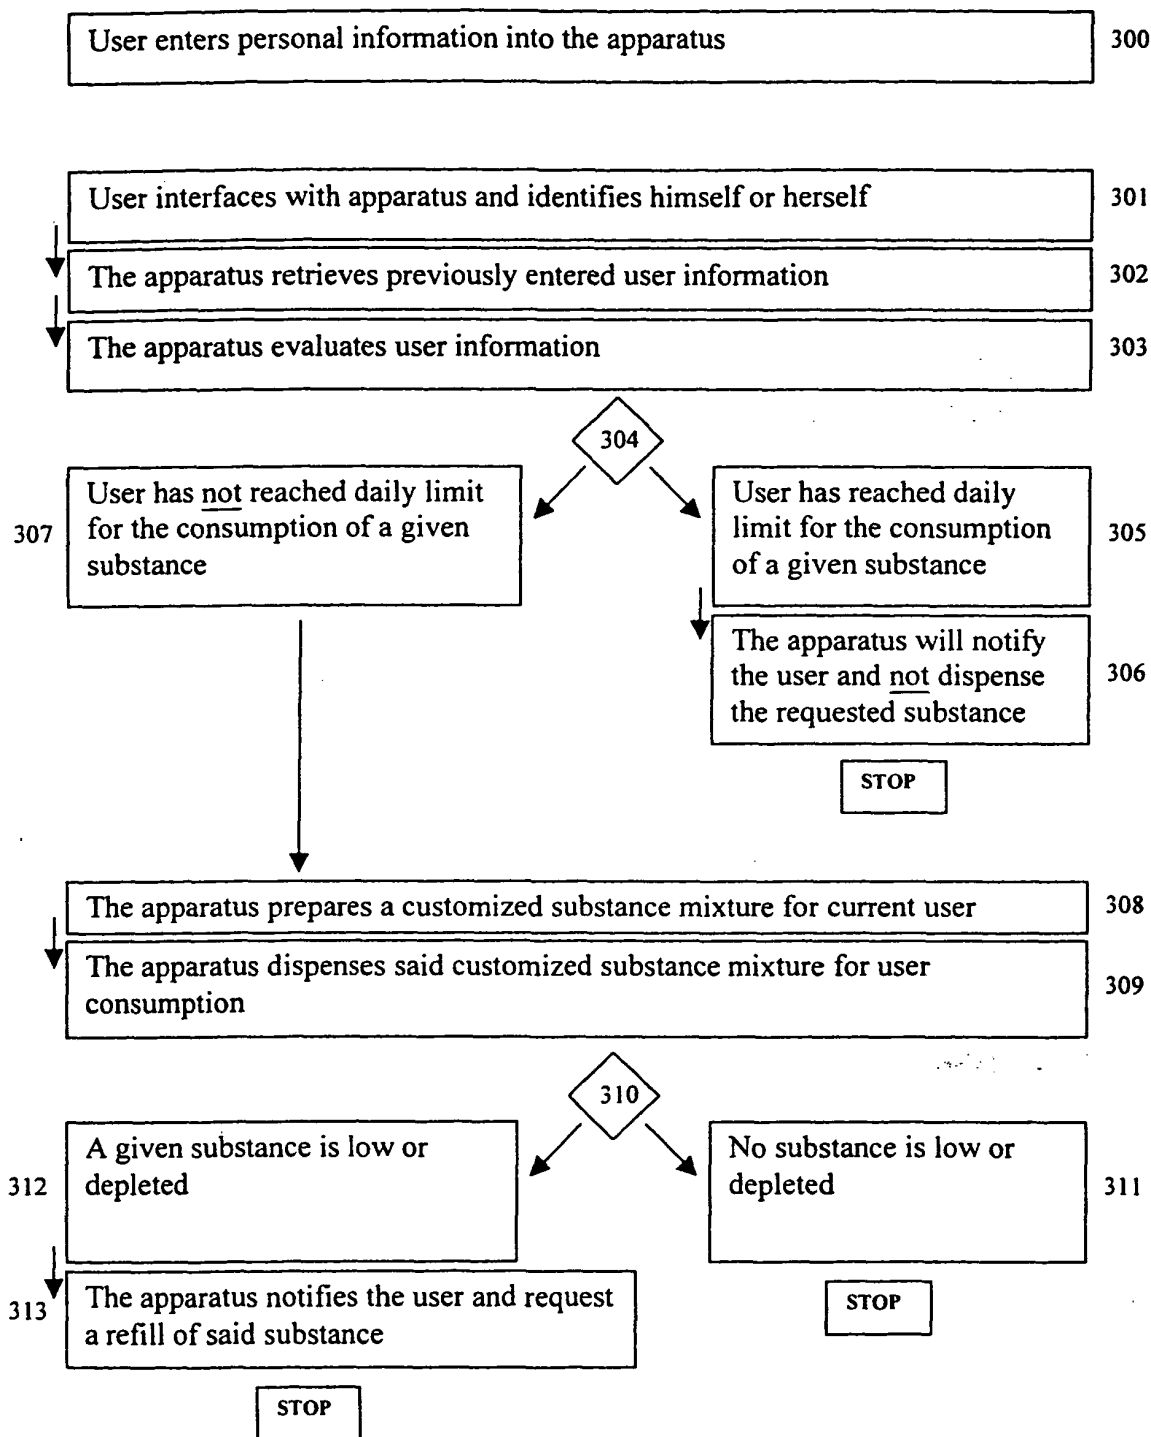 User enters personal information into the apparatus
300
User interfaces with apparatus and identifies himself or herself
301
The apparatus retrieves previously entered user information
302
The apparatus evaluates user information
303
304
307
User has not reached daily limit
for the consumption of a given
substance
User has reached daily
limit for the consumption
of a given substance
305
The apparatus will notify
the user and not dispense
the requested substance
306
STOP
The apparatus prepares a customized substance mixture for current user
308
The apparatus dispenses said customized substance mixture for user
consumption
309
310
312
A given substance is low or
depleted
No substance is low or
depleted
311
313
The apparatus notifies the user and request
a refill of said substance
STOP
STOP